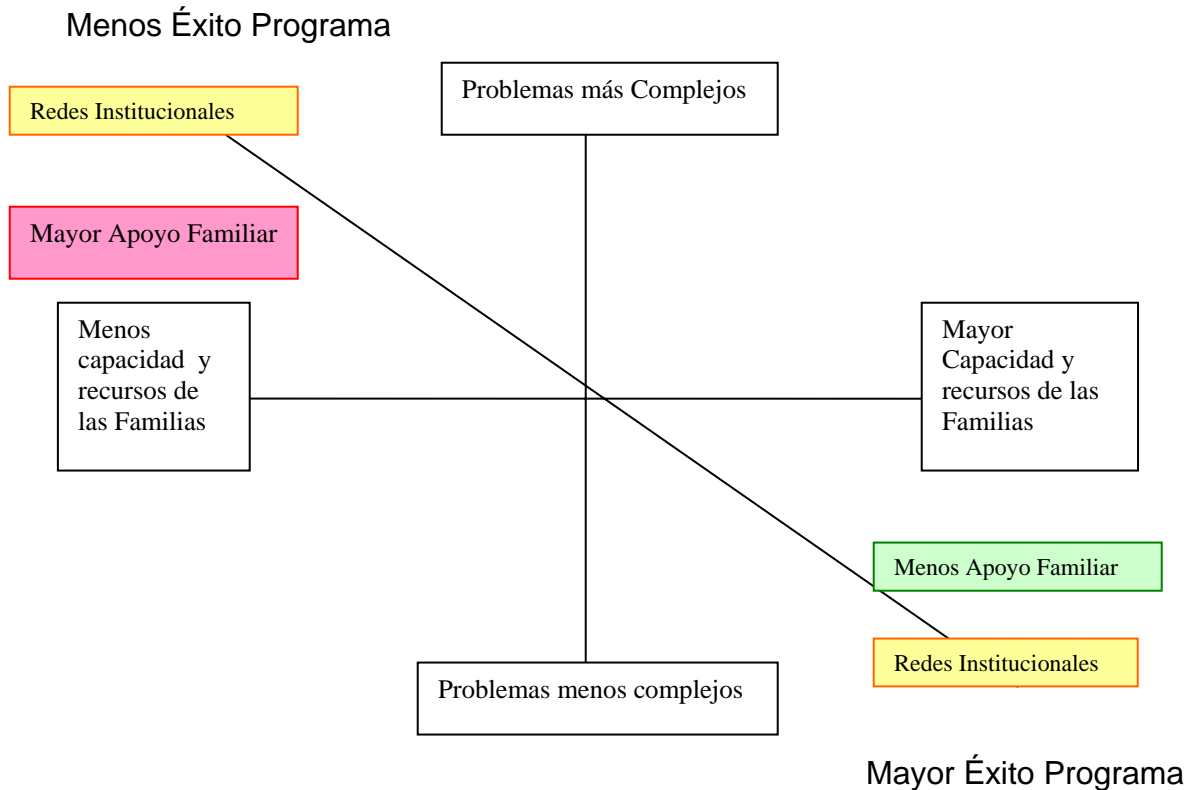 Menos Éxito Programa
Problemas más Complejos
Redes Institucionales
Mayor Apoyo Familiar
Menos
capacidad y
recursos de
las Familias
Mayor
Capacidad y
recursos de las
Familias
Menos Apoyo Familiar
Redes Institucionales
Problemas menos complejos
Mayor Éxito Programa